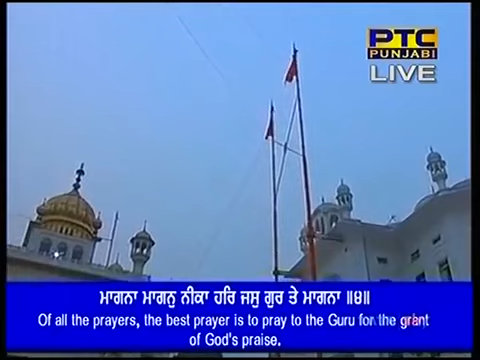 PTC
PUNJABI
LIVE
ਮਾਗਨਾ ਮਾਗਨੁ ਨੀਕਾ ਹਰਿ ਜਸੁ ਗੁਰ ਤੇ ਮਾਗਨਾ ॥੪॥
Of all the prayers, the best prayer is to pray to the Guru for the grant
of God's praise.